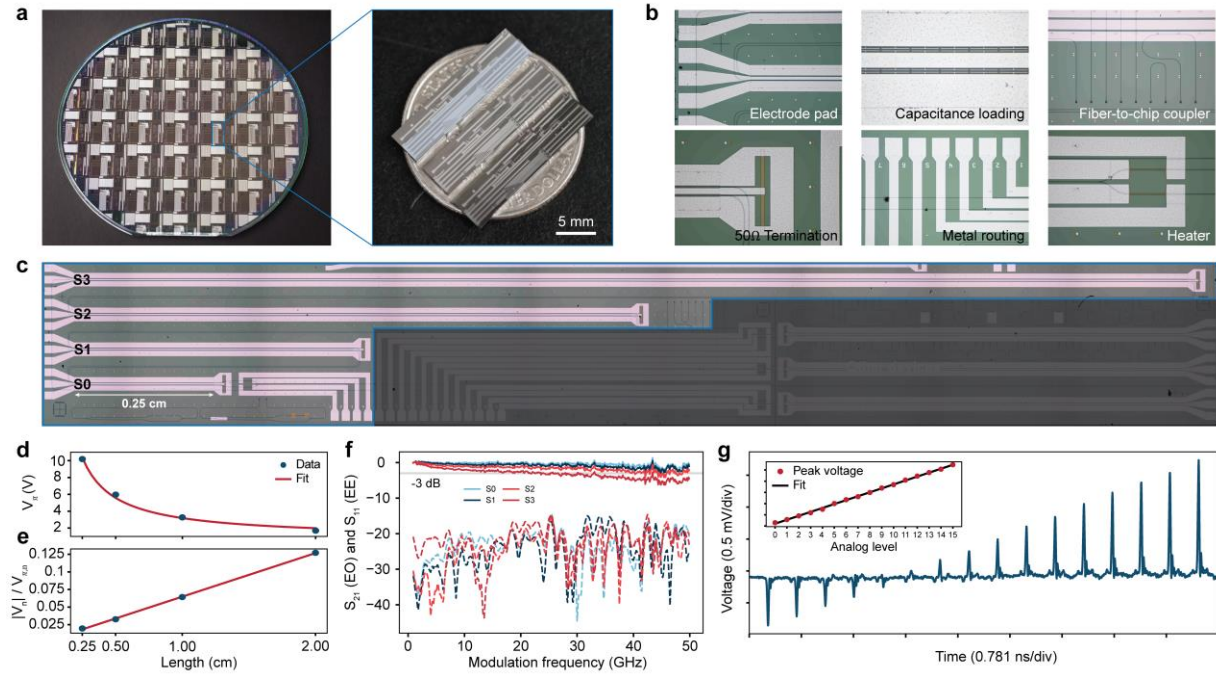 a
5 mm
b
Electrode pad
Capacitance loading
Fiber-to-chip coupler
50Ω Termination
Metal routing
Heater
c
S3
S2
S1
S0
0.25 cm
d
Vπ (V)
10
8
6
4
2
Data
Fit
e
|Vn| / Vπ,n
0.125
0.100
0.075
0.050
0.025
0.25 0.50 1.00 2.00
Length (cm)
f
S21 (EO) and S11 (EE)
0
−10
−20
−30
−40
-3 dB
S0 S2
S1 S3
0 10 20 30 40 50
Modulation frequency (GHz)
g
Voltage (0.5 mV/div)
Peak voltage
Fit
0 1 2 3 4 5 6 7 8 9 10 11 12 13 14 15
Analog level
Time (0.781 ns/div)